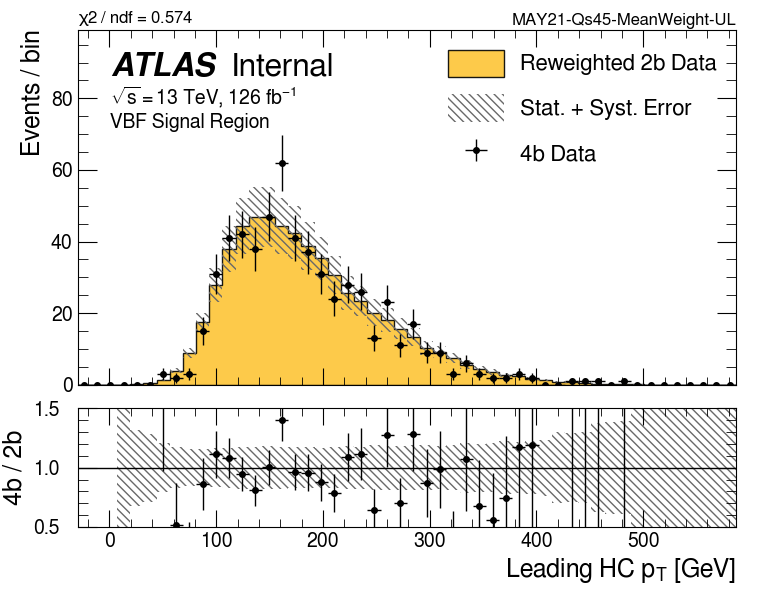 χ² / ndf = 0.574
MAY21-Qs45-MeanWeight-UL
Events / bin
ATLAS Internal
√s = 13 TeV, 126 fb⁻¹
VBF Signal Region
Reweighted 2b Data
Stat. + Syst. Error
4b Data
80
60
40
20
0
4b / 2b
1.5
1.0
0.5
0 100 200 300 400 500
Leading HC p_T [GeV]